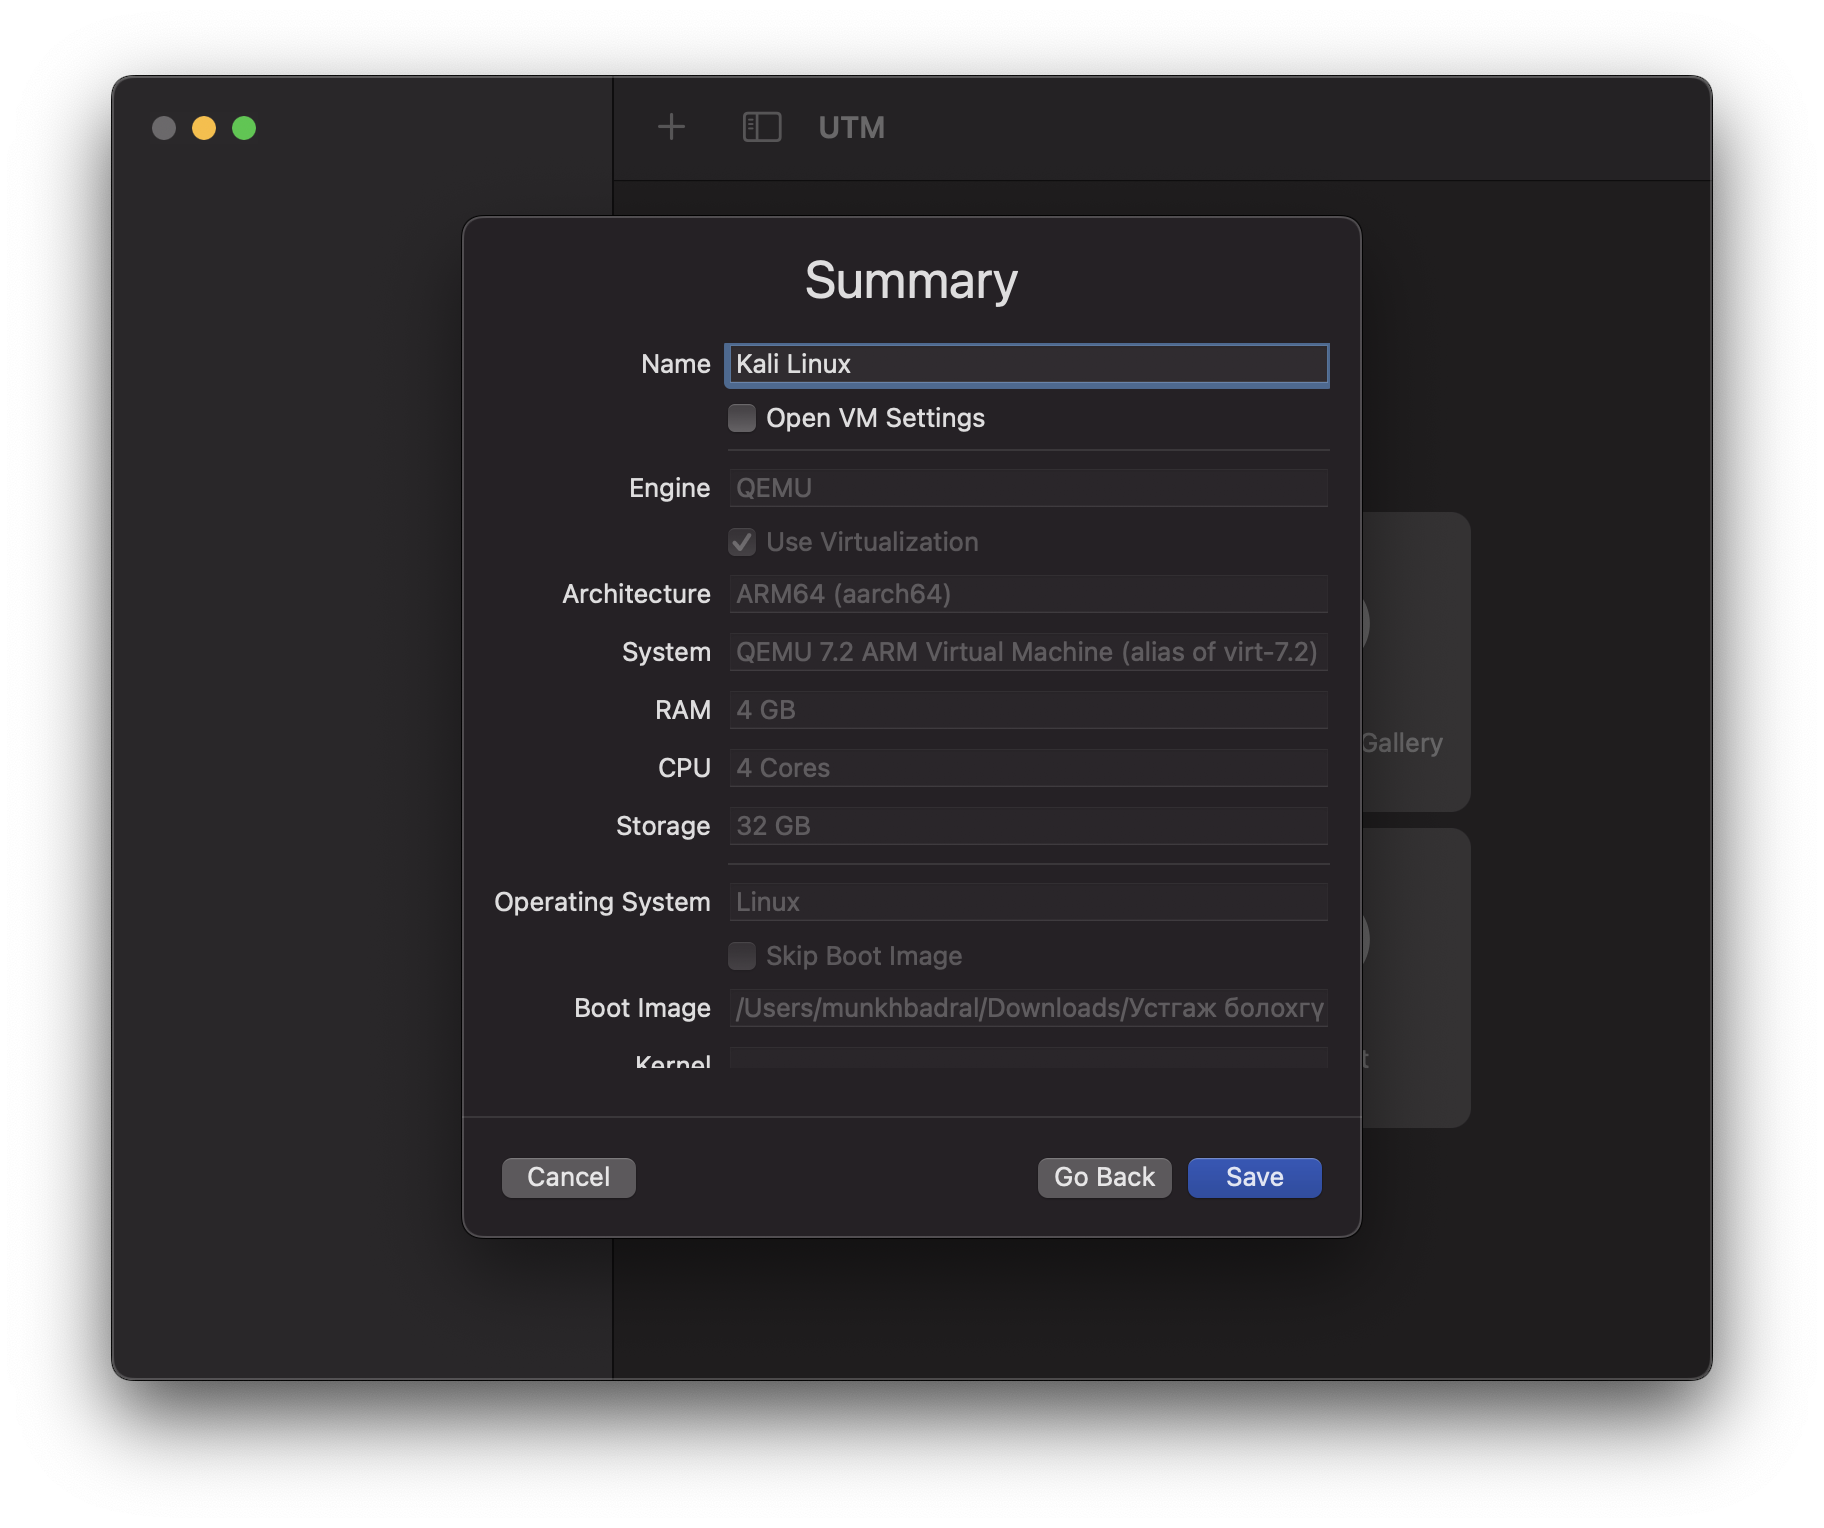 UTM
Summary
Name Kali Linux
Open VM Settings
Engine QEMU
Use Virtualization
Architecture ARM64 (aarch64)
System QEMU 7.2 ARM Virtual Machine (alias of virt-7.2)
RAM 4 GB
CPU 4 Cores
Storage 32 GB
Operating System Linux
Skip Boot Image
Boot Image /Users/munkhbadral/Downloads/Устгаж болохгү
Kernel
Gallery
Cancel Go Back Save